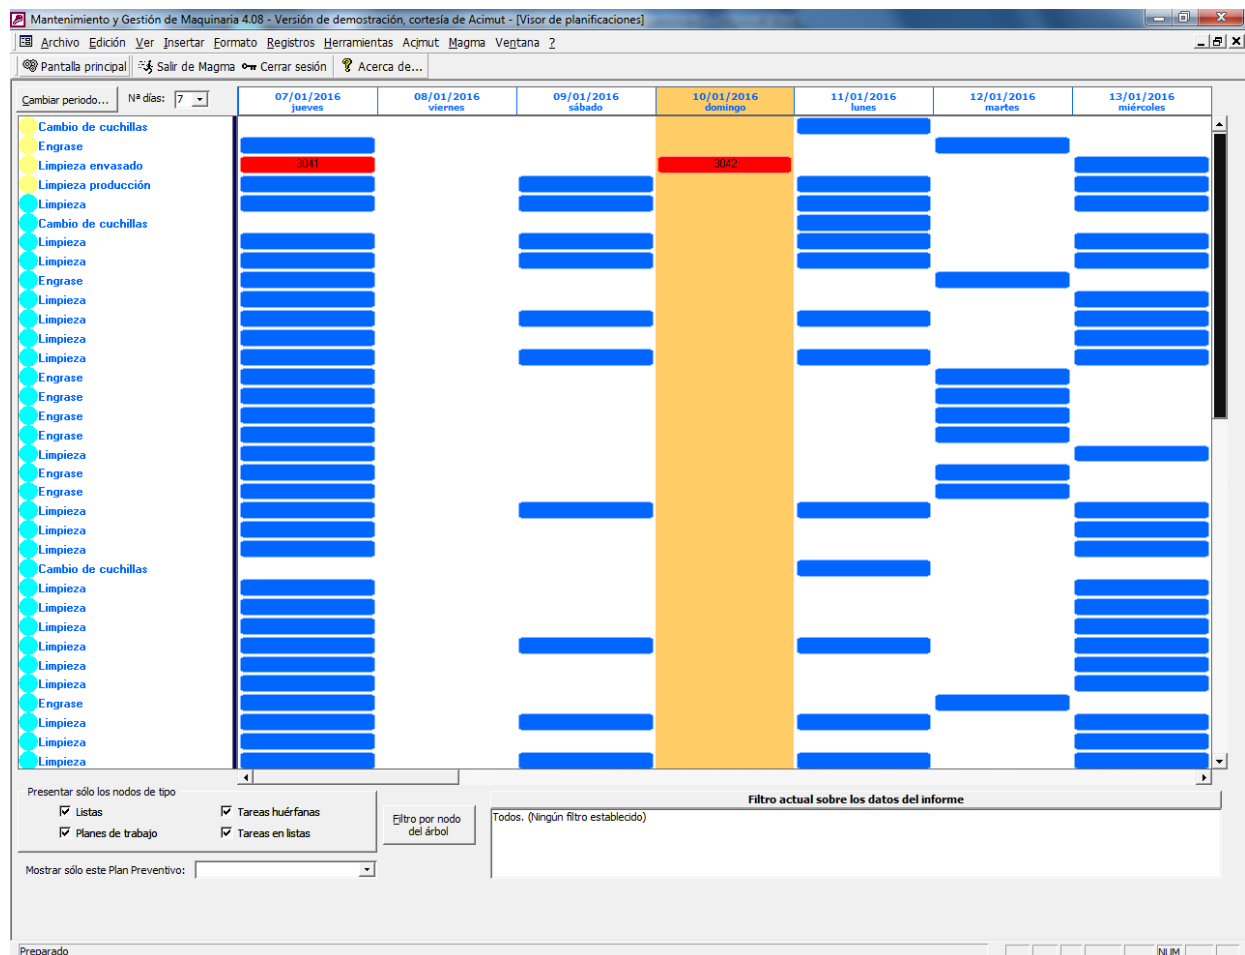 Mantenimiento y Gestión de Maquinaria 4.08 - Versión de demostración, cortesía de Acimut - [Visor de planificaciones]
Archivo Edición Ver Insertar Formato Registros Herramientas Acimut Magma Ventana ?
Pantalla principal Salir de Magma Cerrar sesión Acerca de...
Cambiar periodo... Nª días: 7 07/01/2016 08/01/2016 09/01/2016 10/01/2016 11/01/2016 12/01/2016 13/01/2016
jueves viernes sábado domingo lunes martes miércoles
Cambio de cuchillas
Engrase
Limpieza envasado 3041 3042
Limpieza producción
Limpieza
Cambio de cuchillas
Limpieza
Limpieza
Engrase
Limpieza
Limpieza
Limpieza
Limpieza
Engrase
Engrase
Engrase
Engrase
Limpieza
Engrase
Engrase
Limpieza
Limpieza
Limpieza
Cambio de cuchillas
Limpieza
Limpieza
Limpieza
Limpieza
Limpieza
Limpieza
Engrase
Limpieza
Limpieza
Limpieza
Presentar sólo los nodos de tipo
Listas Tareas huérfanas
Planes de trabajo Tareas en listas
Filtro por nodo
del árbol
Filtro actual sobre los datos del informe
Todos. (Ningún filtro establecido)
Mostrar sólo este Plan Preventivo:
Preparado NUM